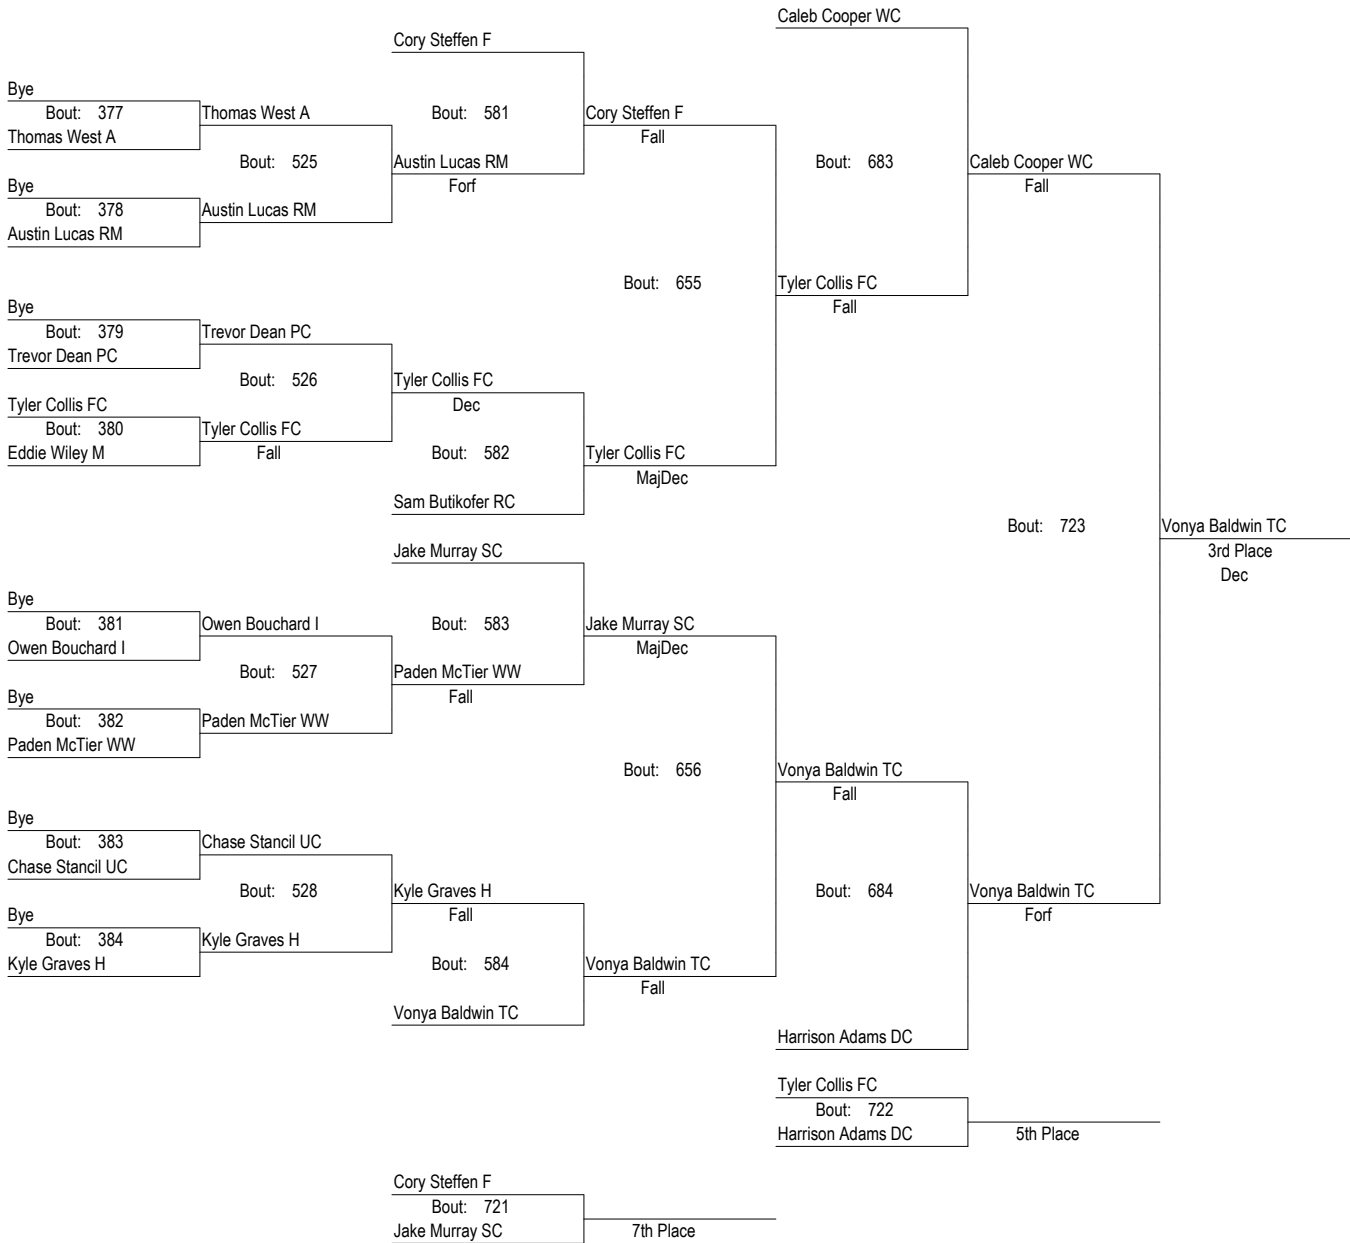 Caleb Cooper WC
Cory Steffen F
Bye
Bout: 377
Thomas West A
Bout: 581
Cory Steffen F
Thomas West A
Fall
Bout: 525
Austin Lucas RM
Bout: 683
Caleb Cooper WC
Bye
Forf
Fall
Bout: 378
Austin Lucas RM
Austin Lucas RM
Bout: 655
Tyler Collis FC
Bye
Fall
Bout: 379
Trevor Dean PC
Trevor Dean PC
Bout: 526
Tyler Collis FC
Tyler Collis FC
Dec
Bout: 380
Tyler Collis FC
Eddie Wiley M
Fall
Bout: 582
Tyler Collis FC
MajDec
Sam Butikofer RC
Bout: 723
Vonya Baldwin TC
Jake Murray SC
3rd Place
Dec
Bye
Bout: 381
Owen Bouchard I
Bout: 583
Jake Murray SC
Owen Bouchard I
MajDec
Bout: 527
Paden McTier WW
Bye
Fall
Bout: 382
Paden McTier WW
Paden McTier WW
Bout: 656
Vonya Baldwin TC
Fall
Bye
Bout: 383
Chase Stancil UC
Chase Stancil UC
Bout: 528
Kyle Graves H
Bout: 684
Vonya Baldwin TC
Bye
Fall
Forf
Bout: 384
Kyle Graves H
Kyle Graves H
Bout: 584
Vonya Baldwin TC
Fall
Vonya Baldwin TC
Harrison Adams DC
Tyler Collis FC
Bout: 722
Harrison Adams DC
5th Place
Cory Steffen F
Bout: 721
Jake Murray SC
7th Place